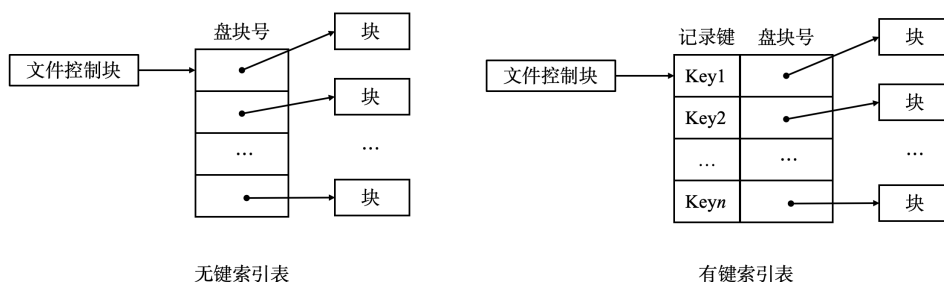 盘块号
文件控制块
块
块
...
...
块
无键索引表
记录键 盘块号
文件控制块
Key1
块
Key2
块
... ...
...
Keyn
块
有键索引表